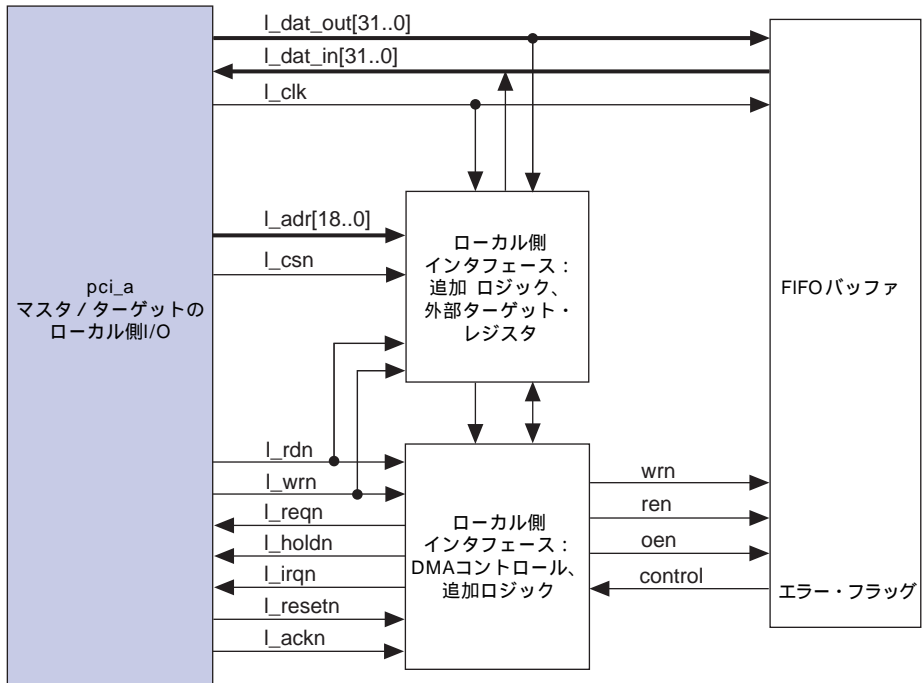 l_dat_out[31..0]
l_dat_in[31..0]
l_clk
l_adr[18..0]
l_csn
pci_a
マスタ / ターゲットの
ローカル側I/O
ローカル側
インタフェース：
追加 ロジック、
外部ターゲット・
レジスタ
FIFOバッファ
l_rdn
l_wrn
l_reqn
l_holdn
l_irqn
l_resetn
l_ackn
ローカル側
インタフェース：
DMAコントロール、
追加ロジック
wrn
ren
oen
control
エラー・フラッグ